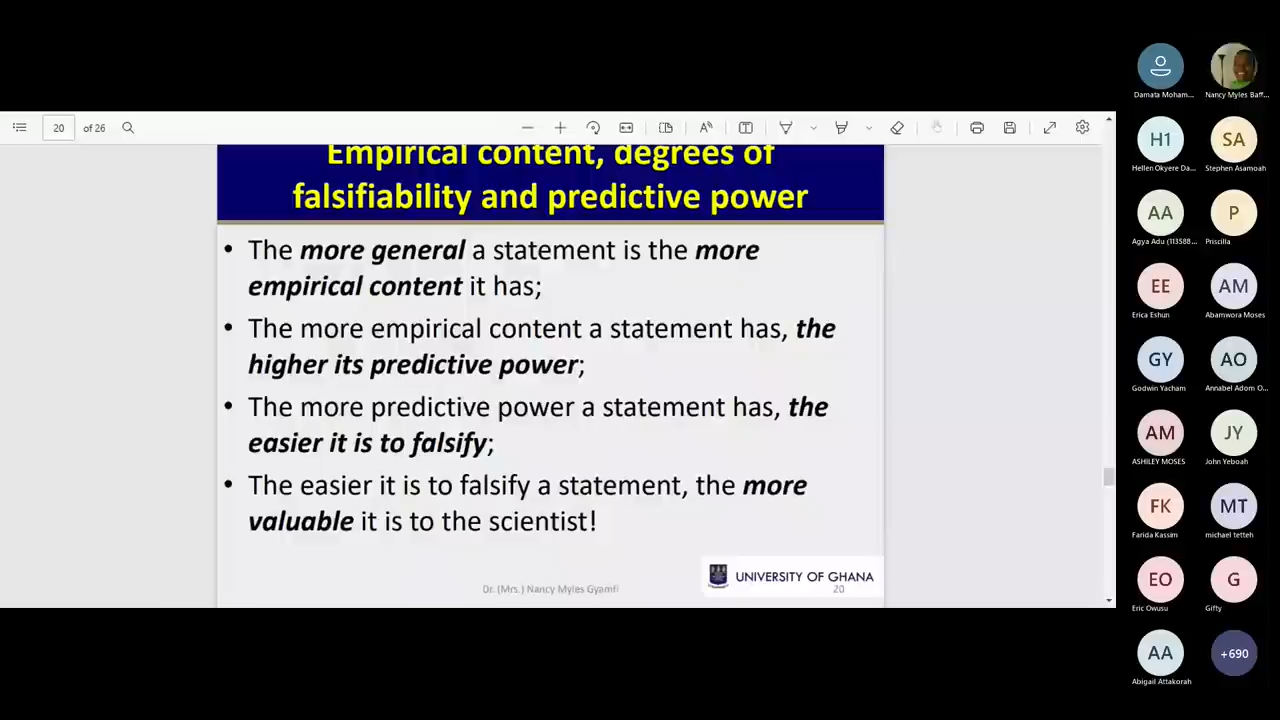 20
of 26
Empirical content, degrees of
falsifiability and predictive power
• The more general a statement is the more
empirical content it has;
• The more empirical content a statement has, the
higher its predictive power;
• The more predictive power a statement has, the
easier it is to falsify;
• The easier it is to falsify a statement, the more
valuable it is to the scientist!
Dr. (Mrs.) Nancy Myles Gyamfi
UNIVERSITY OF GHANA
20
Damata Moham...
Nancy Myles Baff...
H1
Hellen Okyere Da...
SA
Stephen Asamoah
AA
Agya Adu (113588...
P
Priscilla
EE
Erica Eshun
AM
Abamwora Moses
GY
Godwin Yacham
AO
Annabel Adom O...
AM
ASHILEY MOSES
JY
John Yeboah
FK
Farida Kassim
MT
michael tetteh
EO
Eric Owusu
G
Gifty
AA
Abigail Attakorah
+690